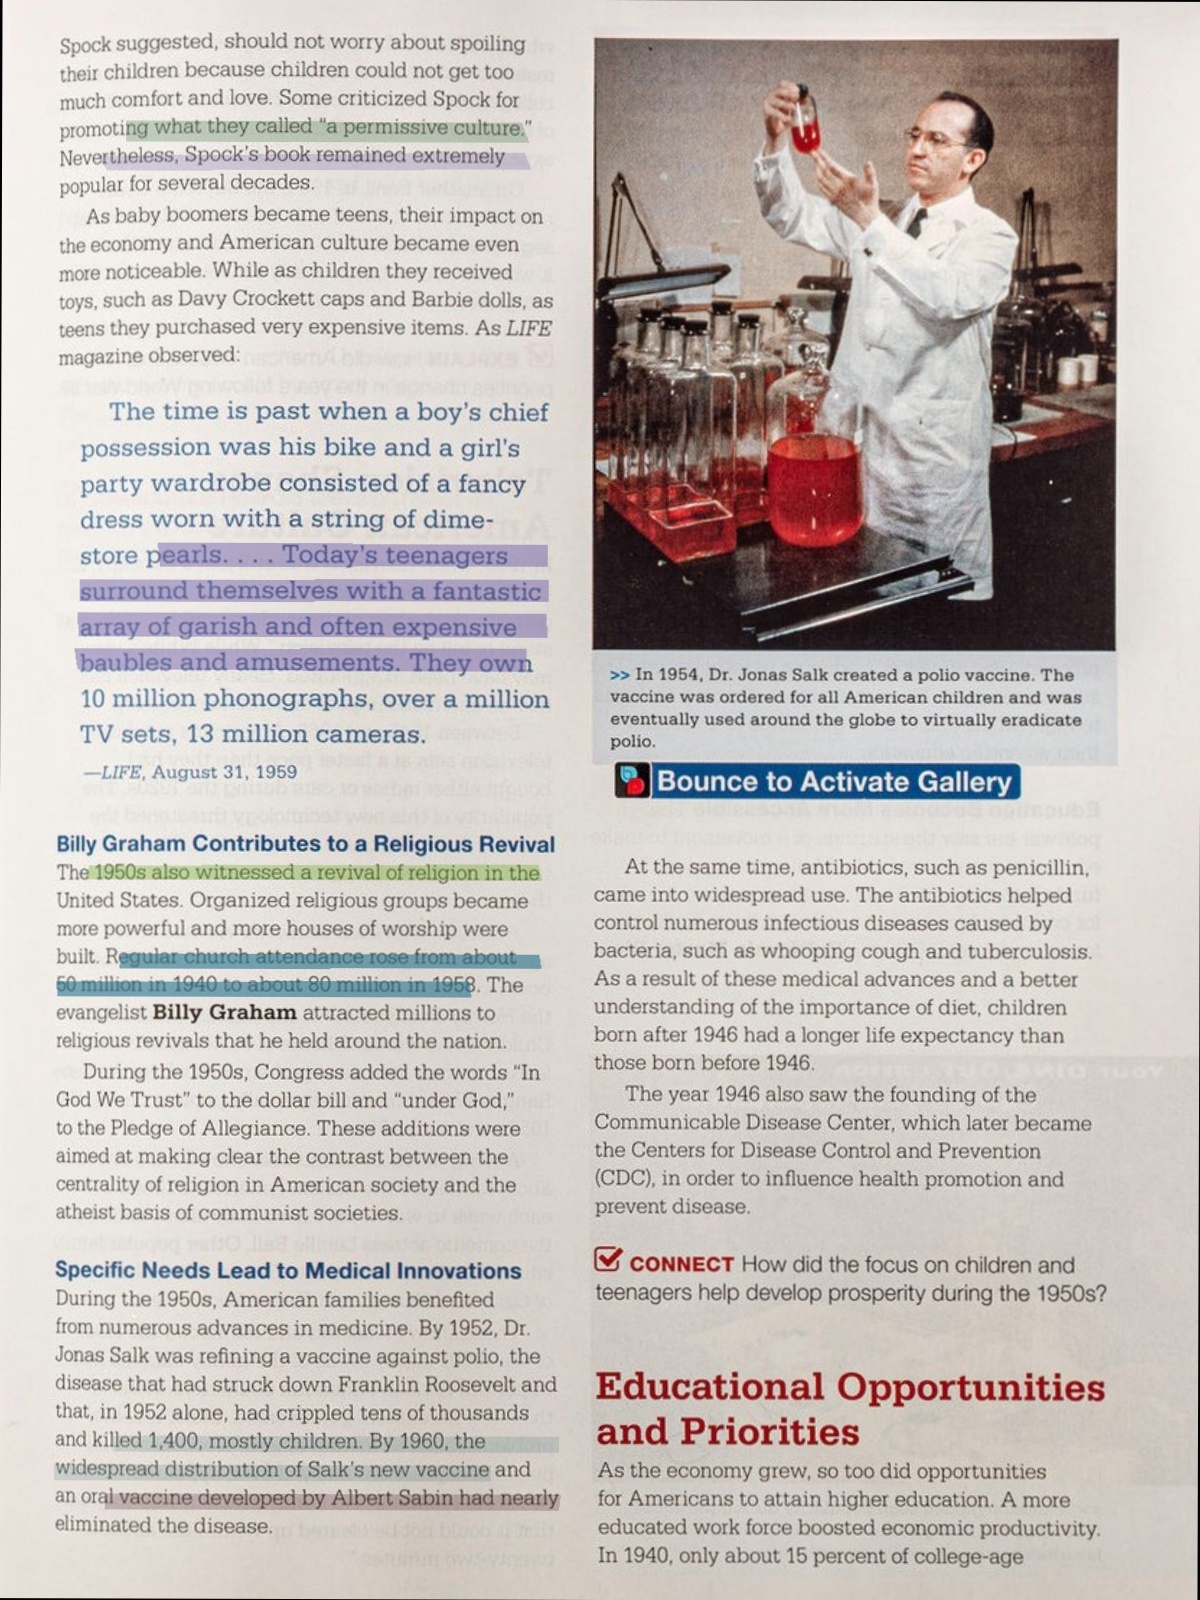 Spock suggested, should not worry about spoiling
their children because children could not get too
much comfort and love. Some criticized Spock for
promoting what they called “a permissive culture.”
Nevertheless, Spock’s book remained extremely
popular for several decades.
As baby boomers became teens, their impact on
the economy and American culture became even
more noticeable. While as children they received
toys, such as Davy Crockett caps and Barbie dolls, as
teens they purchased very expensive items. As LIFE
magazine observed:
The time is past when a boy’s chief
possession was his bike and a girl’s
party wardrobe consisted of a fancy
dress worn with a string of dime-
store pearls. . . . Today’s teenagers
surround themselves with a fantastic
array of garish and often expensive
baubles and amusements. They own
10 million phonographs, over a million
TV sets, 13 million cameras.
—LIFE, August 31, 1959
Billy Graham Contributes to a Religious Revival
The 1950s also witnessed a revival of religion in the
United States. Organized religious groups became
more powerful and more houses of worship were
built. Regular church attendance rose from about
50 million in 1940 to about 80 million in 1958. The
evangelist Billy Graham attracted millions to
religious revivals that he held around the nation.
During the 1950s, Congress added the words “In
God We Trust” to the dollar bill and “under God,”
to the Pledge of Allegiance. These additions were
aimed at making clear the contrast between the
centrality of religion in American society and the
atheist basis of communist societies.
Specific Needs Lead to Medical Innovations
During the 1950s, American families benefited
from numerous advances in medicine. By 1952, Dr.
Jonas Salk was refining a vaccine against polio, the
disease that had struck down Franklin Roosevelt and
that, in 1952 alone, had crippled tens of thousands
and killed 1,400, mostly children. By 1960, the
widespread distribution of Salk’s new vaccine and
an oral vaccine developed by Albert Sabin had nearly
eliminated the disease.
>> In 1954, Dr. Jonas Salk created a polio vaccine. The
vaccine was ordered for all American children and was
eventually used around the globe to virtually eradicate
polio.
Bounce to Activate Gallery
At the same time, antibiotics, such as penicillin,
came into widespread use. The antibiotics helped
control numerous infectious diseases caused by
bacteria, such as whooping cough and tuberculosis.
As a result of these medical advances and a better
understanding of the importance of diet, children
born after 1946 had a longer life expectancy than
those born before 1946.
The year 1946 also saw the founding of the
Communicable Disease Center, which later became
the Centers for Disease Control and Prevention
(CDC), in order to influence health promotion and
prevent disease.
CONNECT How did the focus on children and
teenagers help develop prosperity during the 1950s?
Educational Opportunities
and Priorities
As the economy grew, so too did opportunities
for Americans to attain higher education. A more
educated work force boosted economic productivity.
In 1940, only about 15 percent of college-age